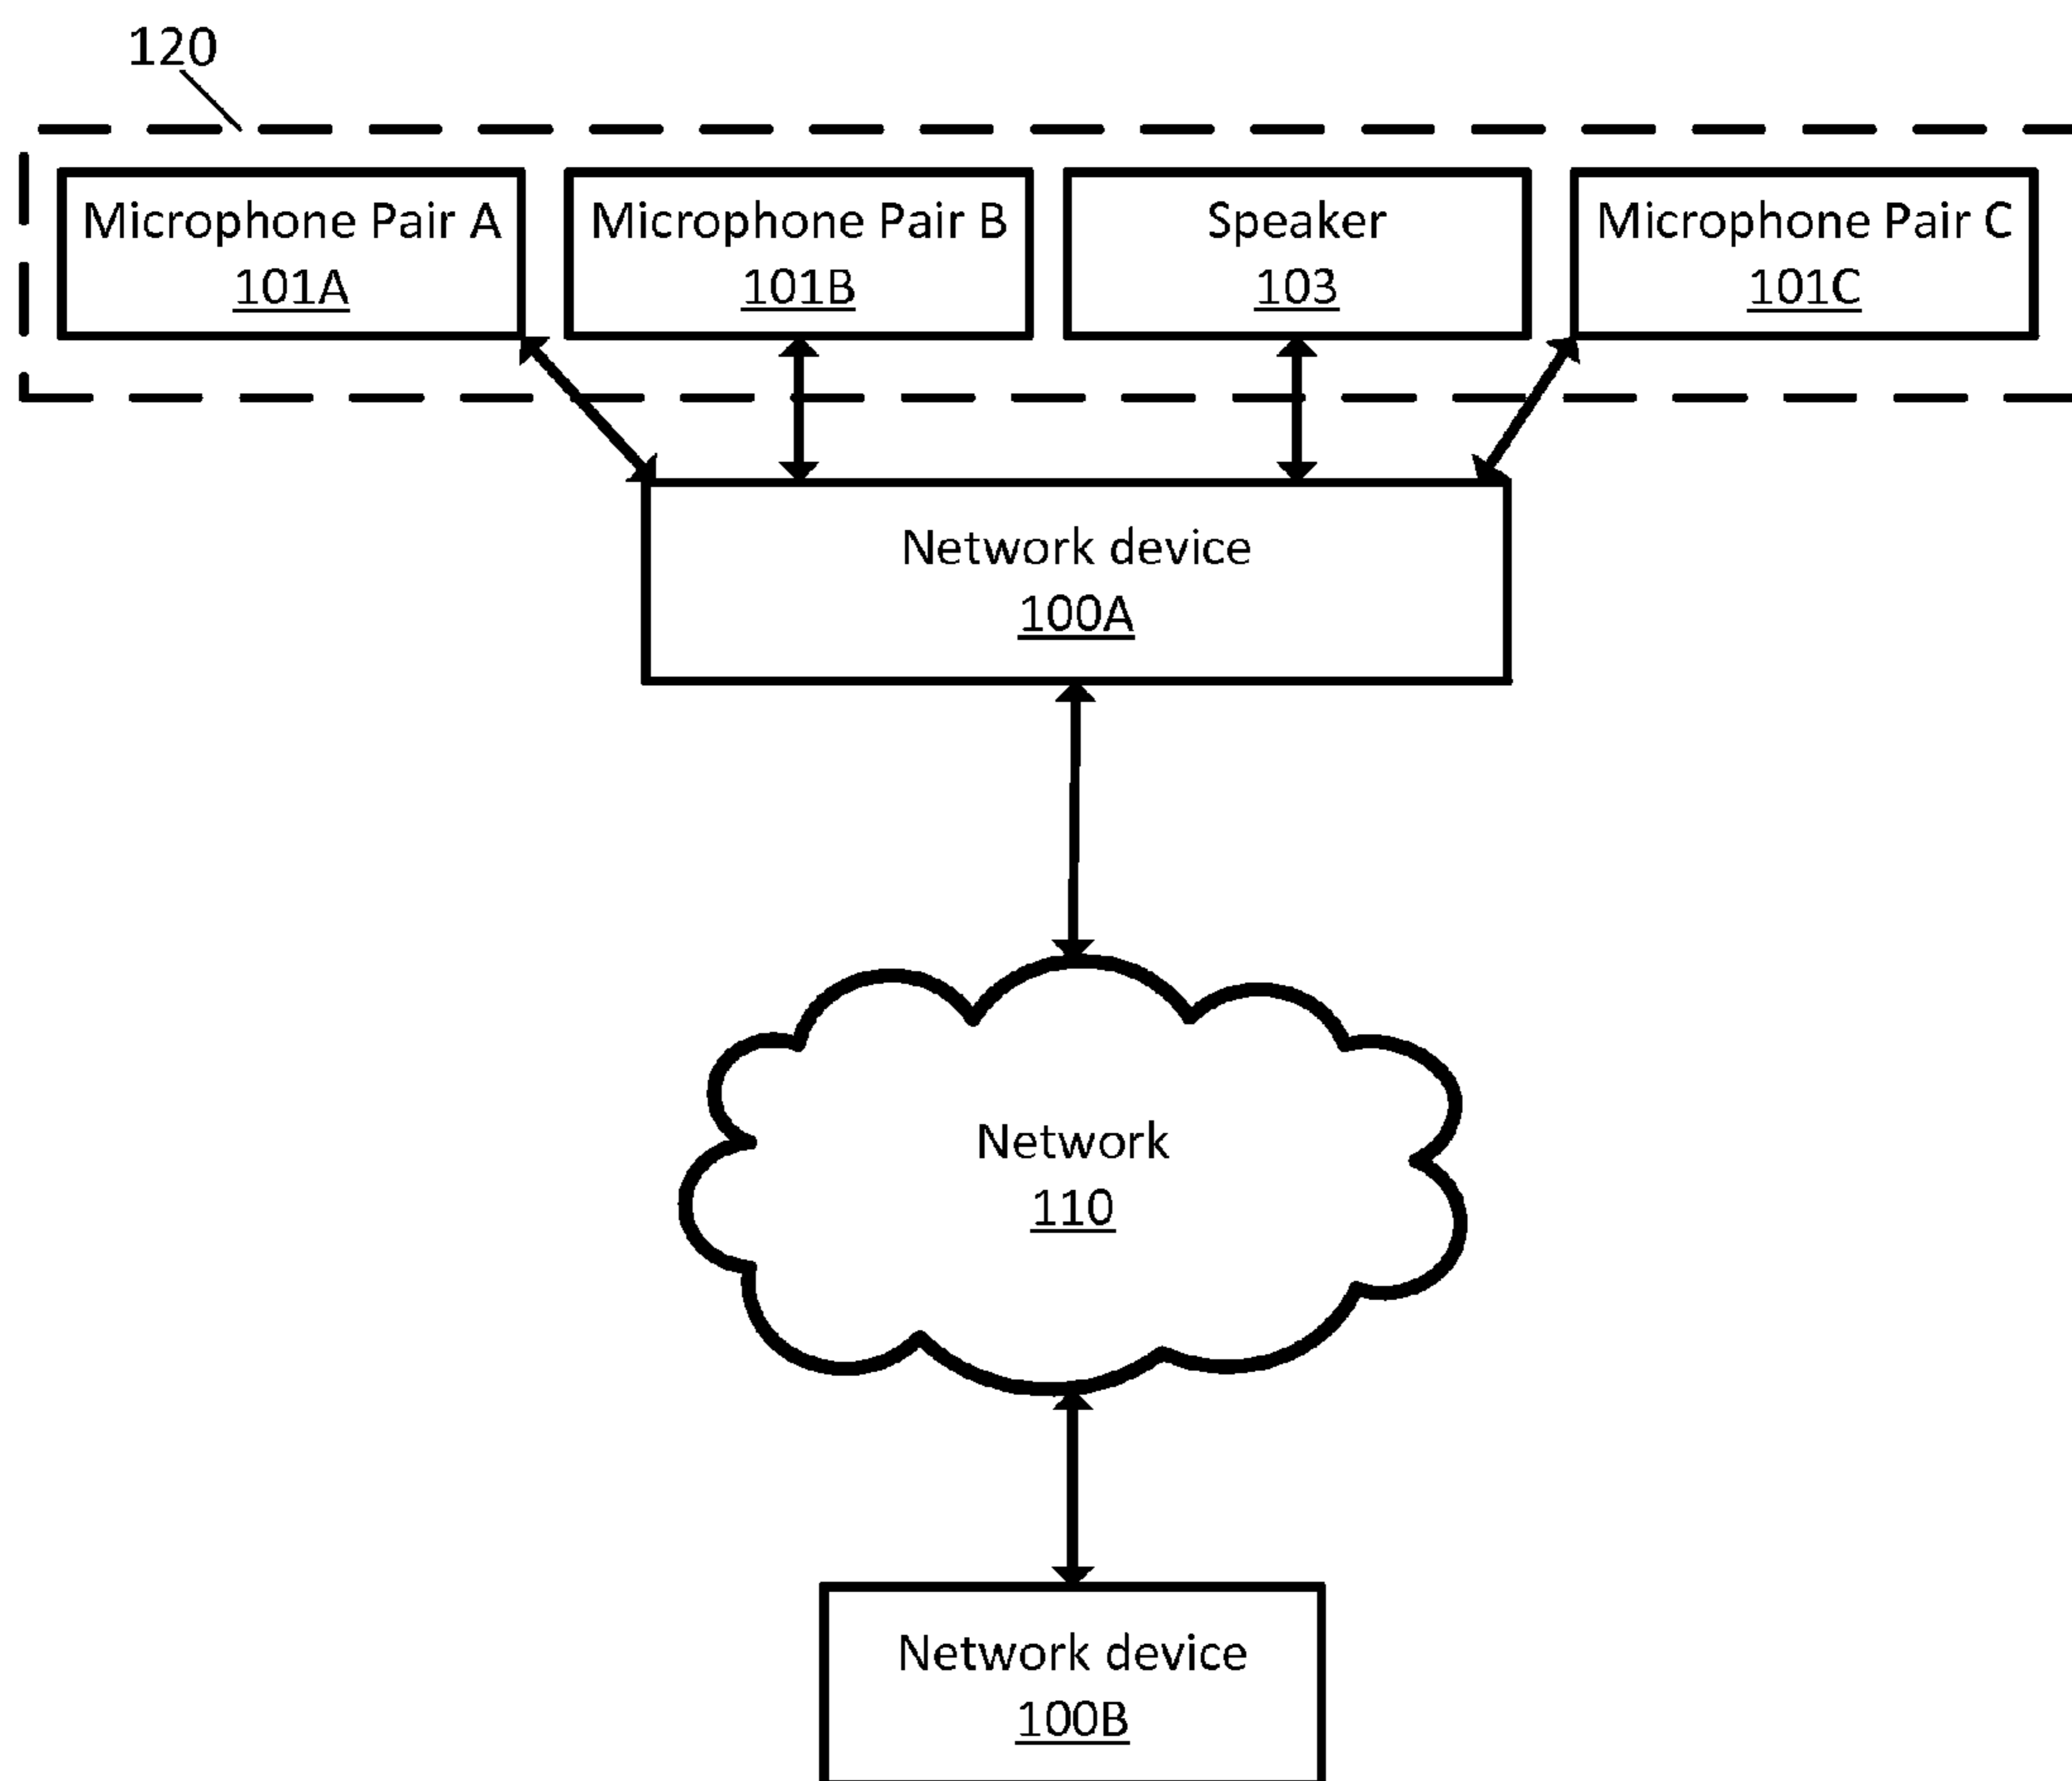 120
Microphone Pair A
101A
Microphone Pair B
101B
Speaker
103
Microphone Pair C
101C
Network device
100A
Network
110
Network device
100B